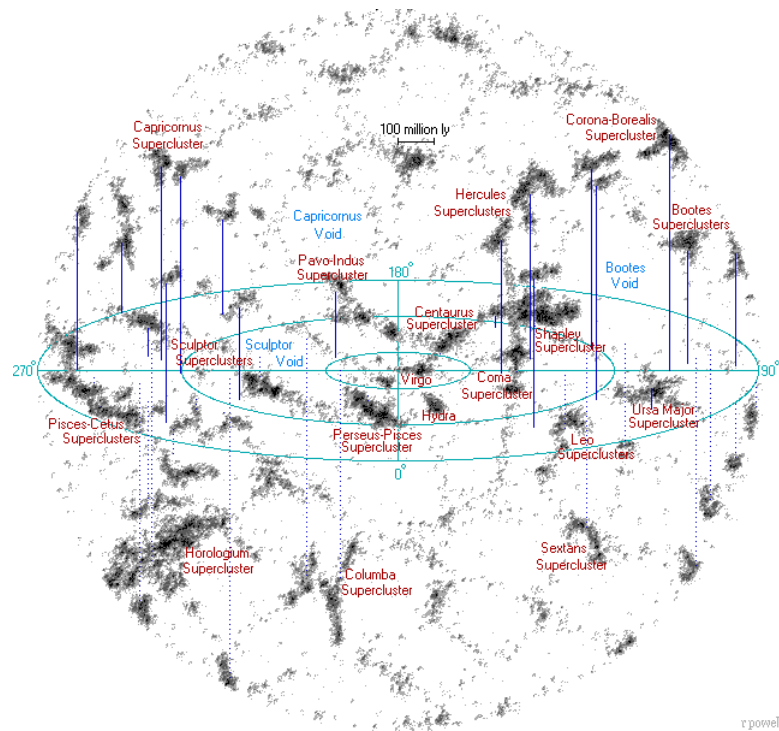 100 million ly
Corona-Borealis
Supercluster
Capricornus
Supercluster
Hercules
Superclusters
Bootes
Superclusters
Capricornus
Void
Pavo-Indus
Supercluster
180°
Bootes
Void
Centaurus
Supercluster
Shapley
Supercluster
Sculptor
Superclusters
Sculptor
Void
270°
Virgo
Coma
Supercluster
90°
Pisces-Cetus
Superclusters
Perseus-Pisces
Supercluster
Hydra
Leo
Superclusters
Ursa Major
Supercluster
0°
Horologium
Supercluster
Columba
Supercluster
Sextans
Supercluster
r powel